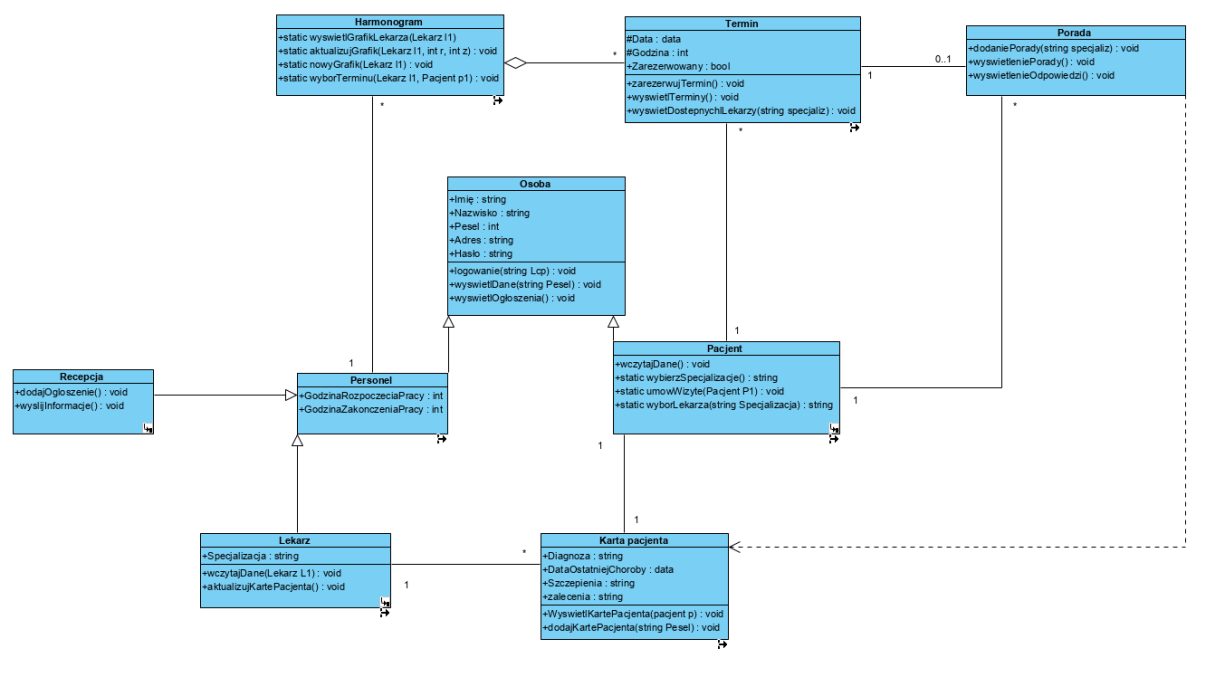 Harmonogram
+static wyswietlGrafikLekarza(Lekarz l1)
+static aktualizujGrafik(Lekarz l1, int r, int z) : void
+static nowyGrafik(Lekarz l1) : void
+static wyborTerminu(Lekarz l1, Pacjent p1) : void
*
*
Termin
#Data : data
#Godzina : int
+Zarezerwowany : bool
+zarezerwujTermin() : void
+wyswietlTerminy() : void
+wyswietDostepnychlLekarzy(string specjaliz) : void
1
0..1
*
Porada
+dodaniePorady(string specjaliz) : void
+wyswietleniePorady() : void
+wyswietlenieOdpowiedzi() : void
*
Osoba
+Imię : string
+Nazwisko : string
+Pesel : int
+Adres : string
+Hasło : string
+logowanie(string Lcp) : void
+wyswietlDane(string Pesel) : void
+wyswietlOgłoszenia() : void
1
1
Recepcja
+dodajOgloszenie() : void
+wyslijInformacje() : void
Personel
+GodzinaRozpoczeciaPracy : int
+GodzinaZakonczeniaPracy : int
Pacjent
+wczytajDane() : void
+static wybierzSpecjalizacje() : string
+static umowWizyte(Pacjent P1) : void
+static wyborLekarza(string Specjalizacja) : string
1
1
1
Lekarz
+Specjalizacja : string
+wczytajDane(Lekarz L1) : void
+aktualizujKartePacjenta() : void
1
*
Karta pacjenta
+Diagnoza : string
+DataOstatniejChoroby : data
+Szczepienia : string
+zalecenia : string
+WyswietlKartePacjenta(pacjent p) : void
+dodajKartePacjenta(string Pesel) : void